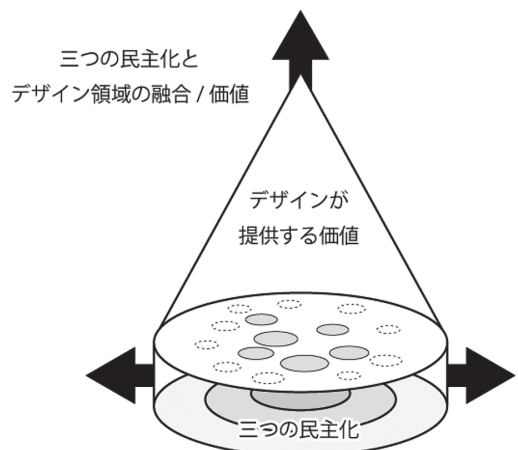 三つの民主化と
デザイン領域の融合 / 価値
デザインが
提供する価値
三つの民主化